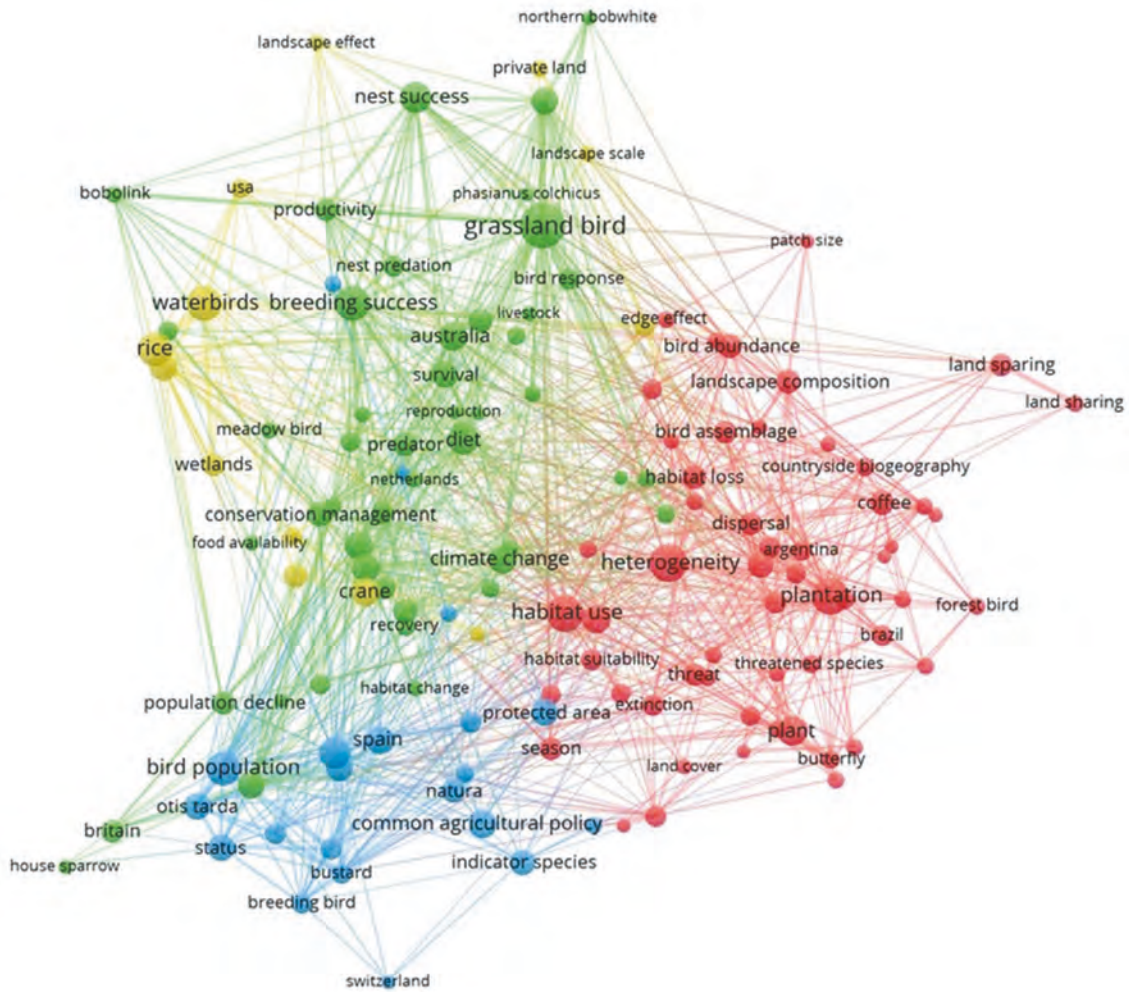 northern bobwhite
landscape effect
private land
nest success
landscape scale
bobolink
usa
phasianus colchicus
productivity
grassland bird
patch size
nest predation
bird response
waterbirds
breeding success
livestock
edge effect
rice
australia
bird abundance
land sparing
survival
landscape composition
land sharing
reproduction
meadow bird
predator
diet
bird assemblage
wetlands
netherlands
habitat loss
countryside biogeography
coffee
conservation management
dispersal
food availability
climate change
heterogeneity
argentina
crane
plantation
habitat use
forest bird
recovery
brazil
habitat suitability
threat
threatened species
habitat change
population decline
protected area
extinction
spain
season
plant
bird population
land cover
butterfly
natura
otis tarda
common agricultural policy
britain
status
house sparrow
bustard
indicator species
breeding bird
switzerland